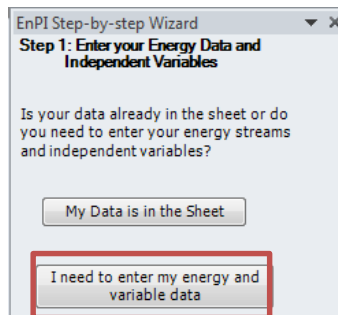 EnPI Step-by-step Wizard
Step 1: Enter your Energy Data and
Independent Variables
Is your data already in the sheet or do
you need to enter your energy streams
and independent variables?
My Data is in the Sheet
I need to enter my energy and
variable data